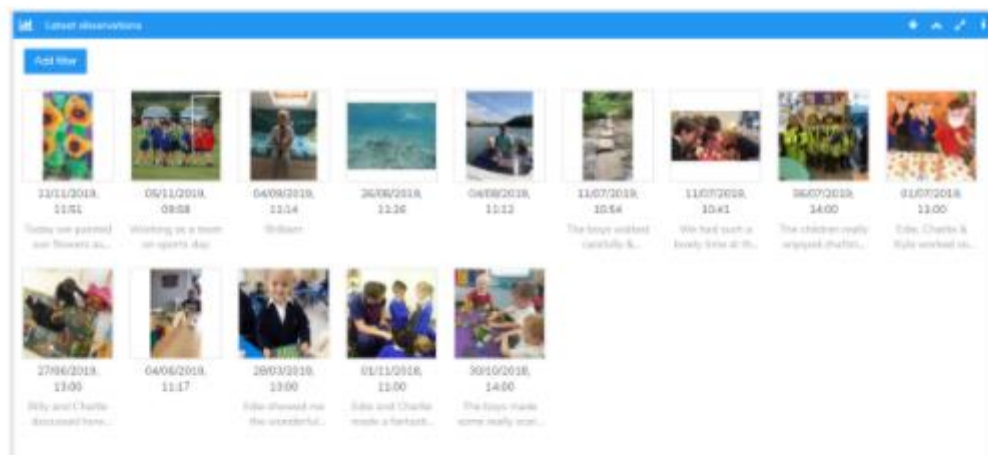 Latest observations
Add filter
11/11/2019,
11:51
Today we painted
our flowers as...
05/11/2019,
09:58
Working as a team
on sports day
04/09/2019,
11:14
Brilliant
26/08/2019,
11:26
04/08/2019,
11:12
11/07/2019,
10:54
The boys walked
carefully &...
11/07/2019,
10:41
We had such a
lovely time at th...
06/07/2019,
14:00
The children really
enjoyed
01/07/2019,
13:00
Edie, Charlie &
Kyle worked so...
27/06/2019,
13:00
Billy and Charlie
discussed how...
04/06/2019,
11:17
28/03/2019,
13:00
Edie showed me
the wonderful...
01/11/2018,
11:00
Edie and Charlie
made a fantasti...
30/10/2018,
14:00
The boys made
some really scar...